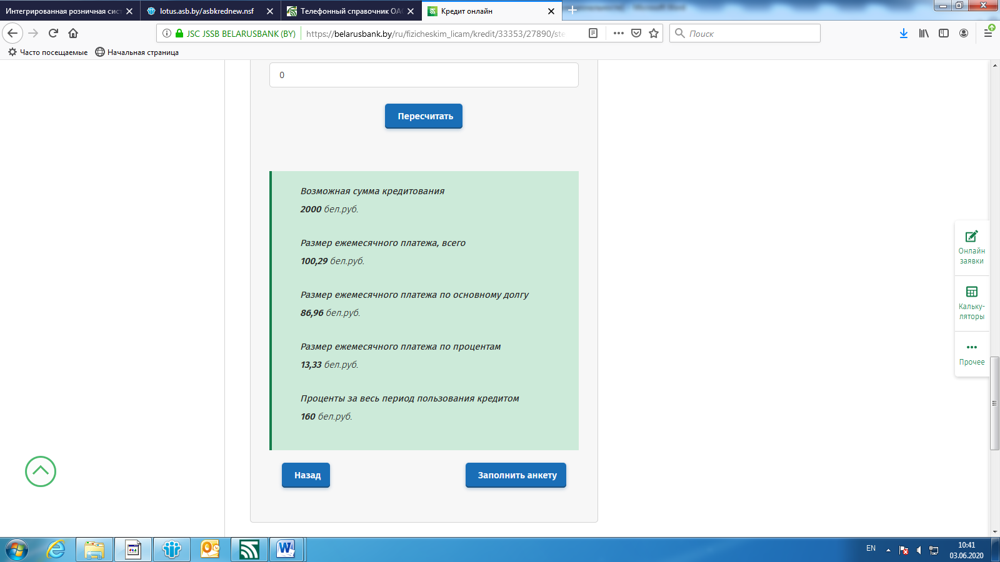 Интегрированная розничная сист
lotus.asb.by/asbkrednew.nsf
Телефонный справочник ОАО
Кредит онлайн
JSC JSSB BELARUSBANK (BY)
https://belarusbank.by/ru/fizicheskim_licam/kredit/33353/27890/ste
Поиск
Часто посещаемые
Начальная страница
0
Пересчитать
Возможная сумма кредитования
2000 бел.руб.
Размер ежемесячного платежа, всего
100,29 бел.руб.
Размер ежемесячного платежа по основному долгу
86,96 бел.руб.
Размер ежемесячного платежа по процентам
13,33 бел.руб.
Проценты за весь период пользования кредитом
160 бел.руб.
Назад
Заполнить анкету
Онлайн
заявки
Кальку-
ляторы
Прочее
EN
10:41
03.06.2020